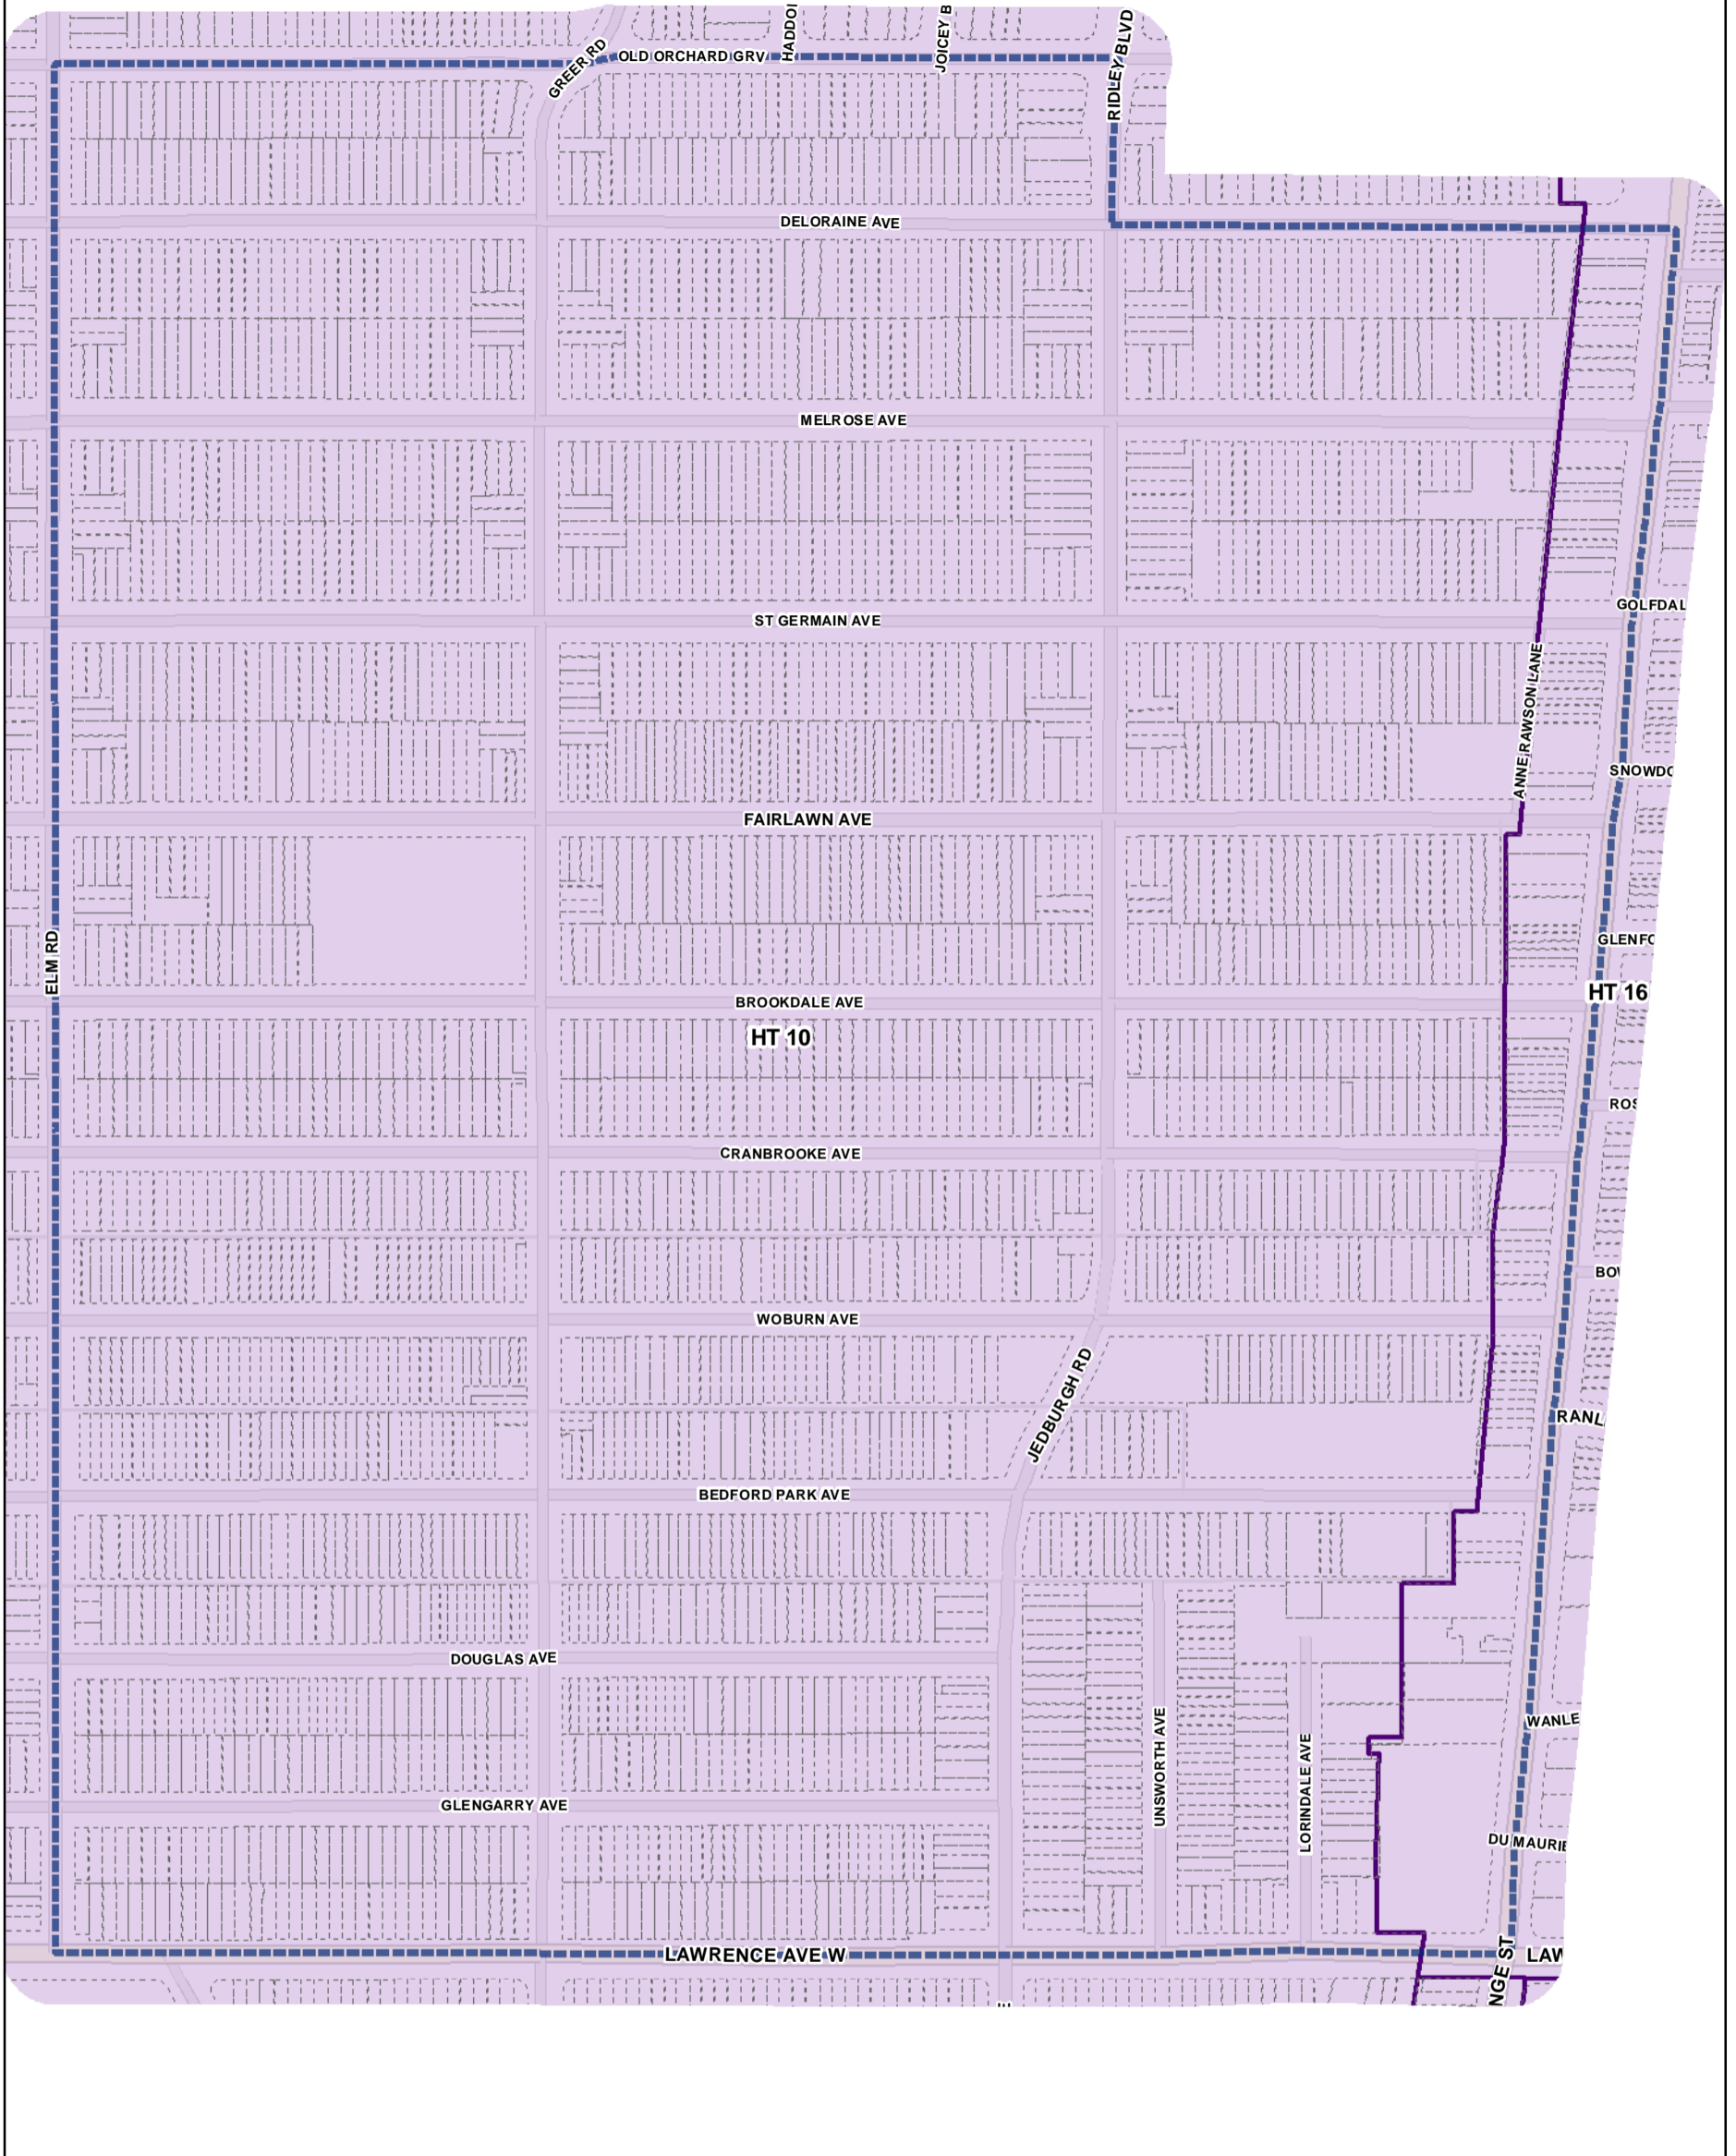 HADDOI
JOICEY B
RIDLEY BLVD
GREER RD
OLD ORCHARD GRV
DELORAINE AVE
MELROSE AVE
GOLFDAL
ST GERMAIN AVE
ANNE RAWSON LANE
SNOWDO
FAIRLAWN AVE
ELM RD
GLENFO
HT 16
BROOKDALE AVE
HT 10
ROS
CRANBROOKE AVE
BOW
WOBURN AVE
JEDBURGH RD
RANL
BEDFORD PARK AVE
DOUGLAS AVE
UNSWORTH AVE
WANLE
LORINDALE AVE
GLENGARRY AVE
DU MAURIE
LAWRENCE AVE W
LAW
NGE ST